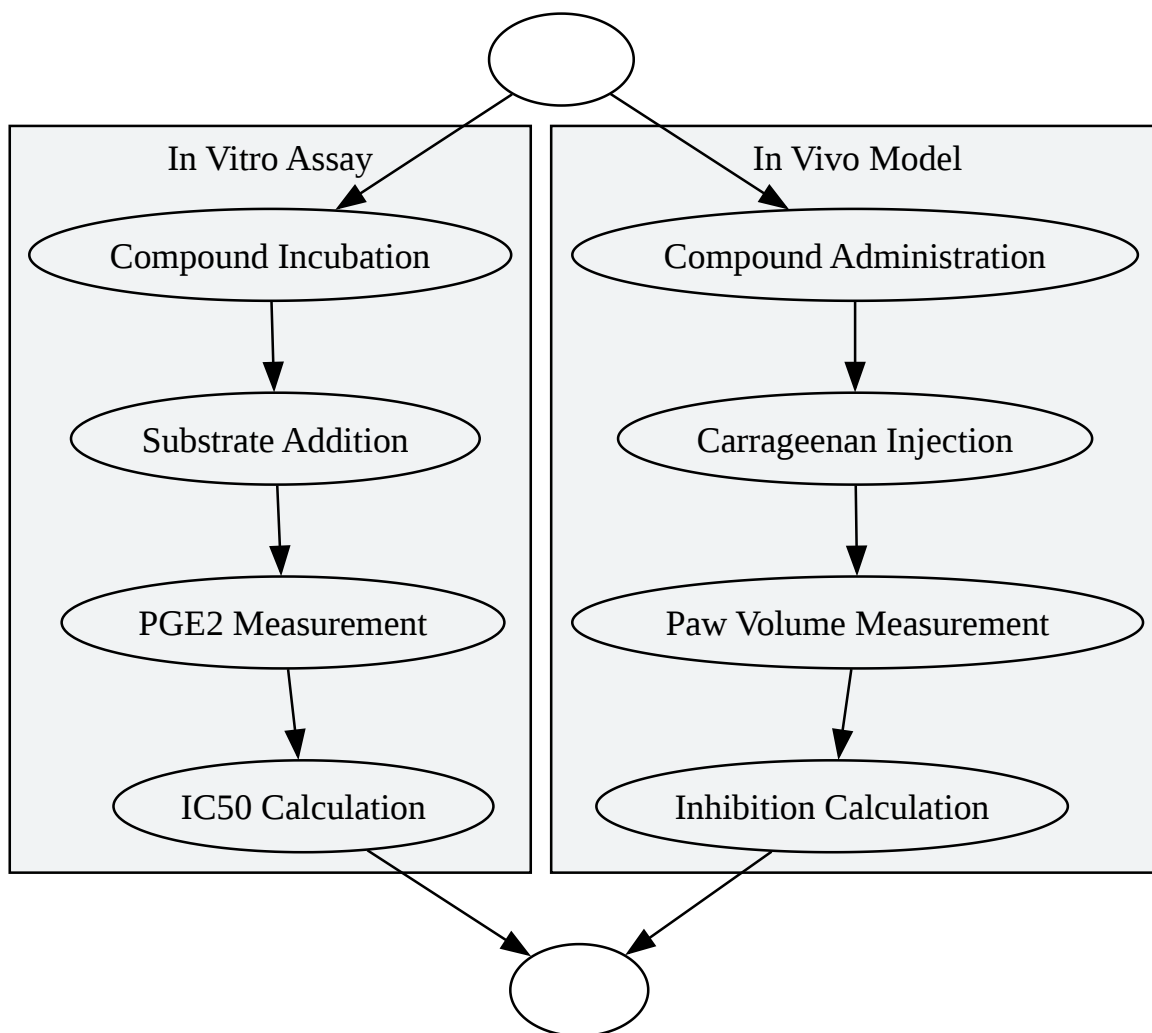 In Vitro Assay
Compound Incubation
Substrate Addition
PGE2 Measurement
IC50 Calculation
In Vivo Model
Compound Administration
Carrageenan Injection
Paw Volume Measurement
Inhibition Calculation